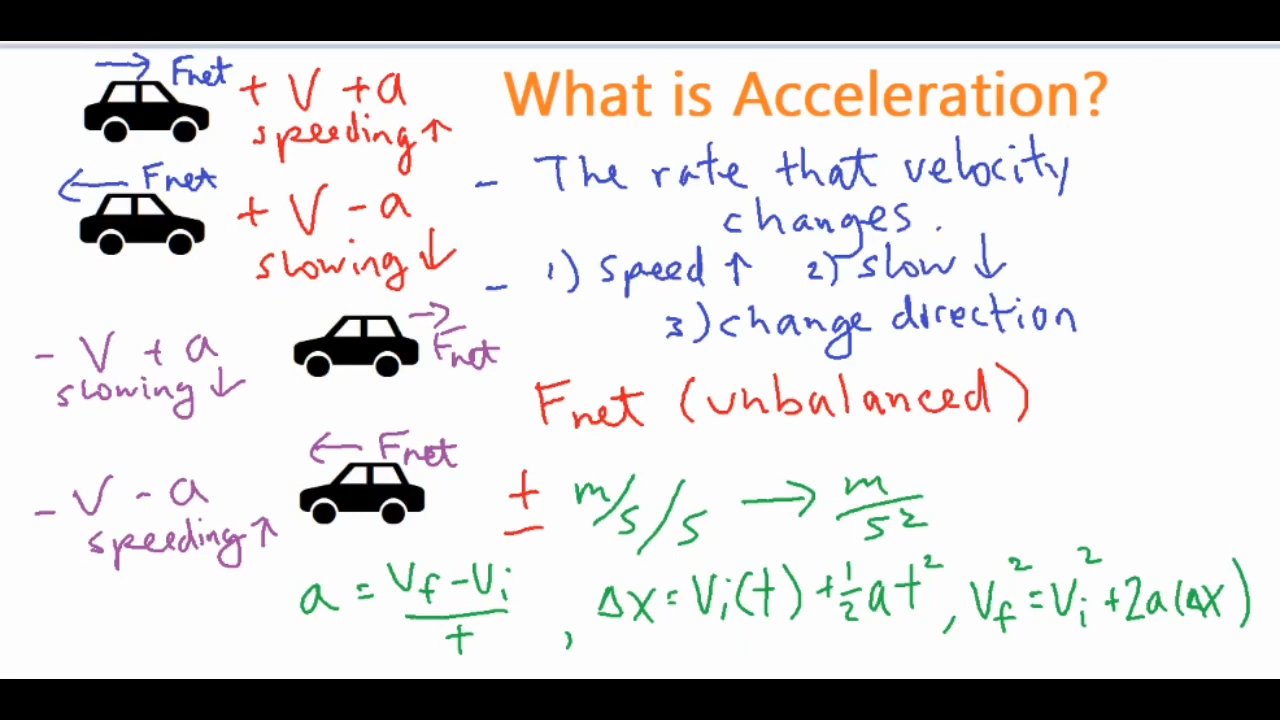 What is Acceleration?
Fnet
+ V + a
speeding ↑
Fnet
+ V - a
slowing ↓
Fnet
- V + a
slowing ↓
Fnet
- V - a
speeding ↑
- The rate that velocity
changes.
- 1) speed ↑ 2) slow ↓
3) change direction
Fnet (unbalanced)
± m/s/s → m/s²
a = Vf - Vi / t , Δx = Vi(t) + ½at² , Vf² = Vi² + 2a(Δx)